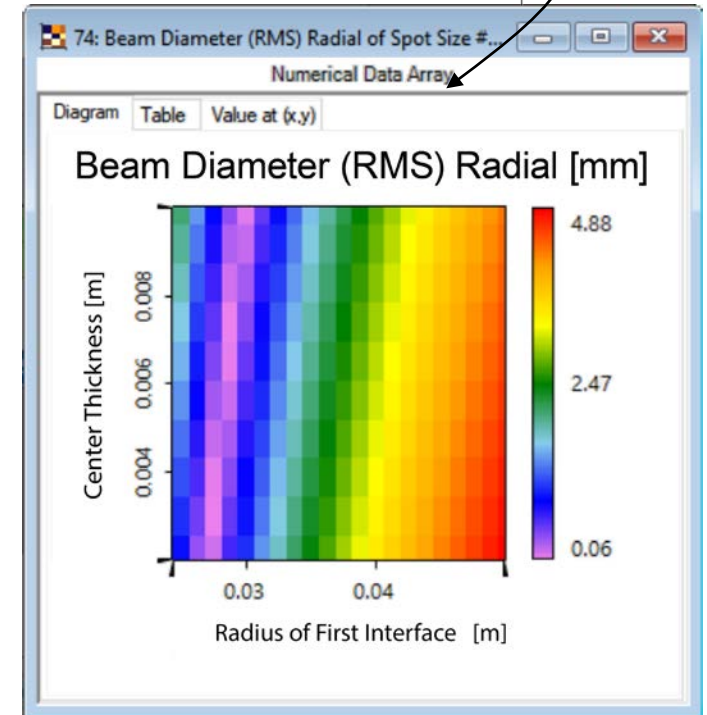 74: Beam Diameter (RMS) Radial of Spot Size #...
Numerical Data Array
Diagram Table Value at (x,y)
Beam Diameter (RMS) Radial [mm]
Center Thickness [m]
0.008
0.006
0.004
0.03 0.04
Radius of First Interface [m]
4.88
2.47
0.06